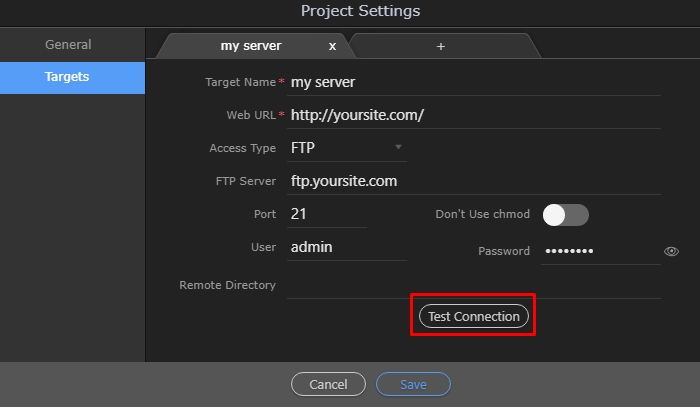 Project Settings
General
Targets
my server x +
Target Name* my server
Web URL* http://yoursite.com/
Access Type FTP
FTP Server ftp.yoursite.com
Port 21 Don't Use chmod
User admin Password ••••••••
Remote Directory
Test Connection
Cancel Save